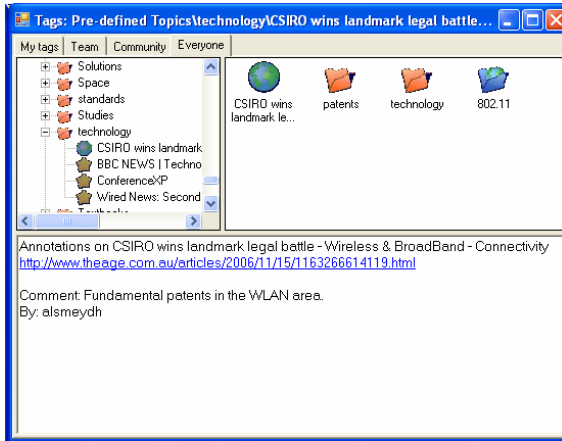 Tags: Pre-defined Topics\technology\CSIRO wins landmark legal battle...
My tags
Team
Community
Everyone
Solutions
Space
standards
Studies
technology
CSIRO wins landmark
BBC NEWS | Techno
ConferenceXP
Wired News: Second
CSIRO wins
landmark le...
patents
technology
802.11
Annotations on CSIRO wins landmark legal battle - Wireless & BroadBand - Connectivity
http://www.theage.com.au/articles/2006/11/15/1163266614119.html
Comment: Fundamental patents in the WLAN area.
By: alsmeydh